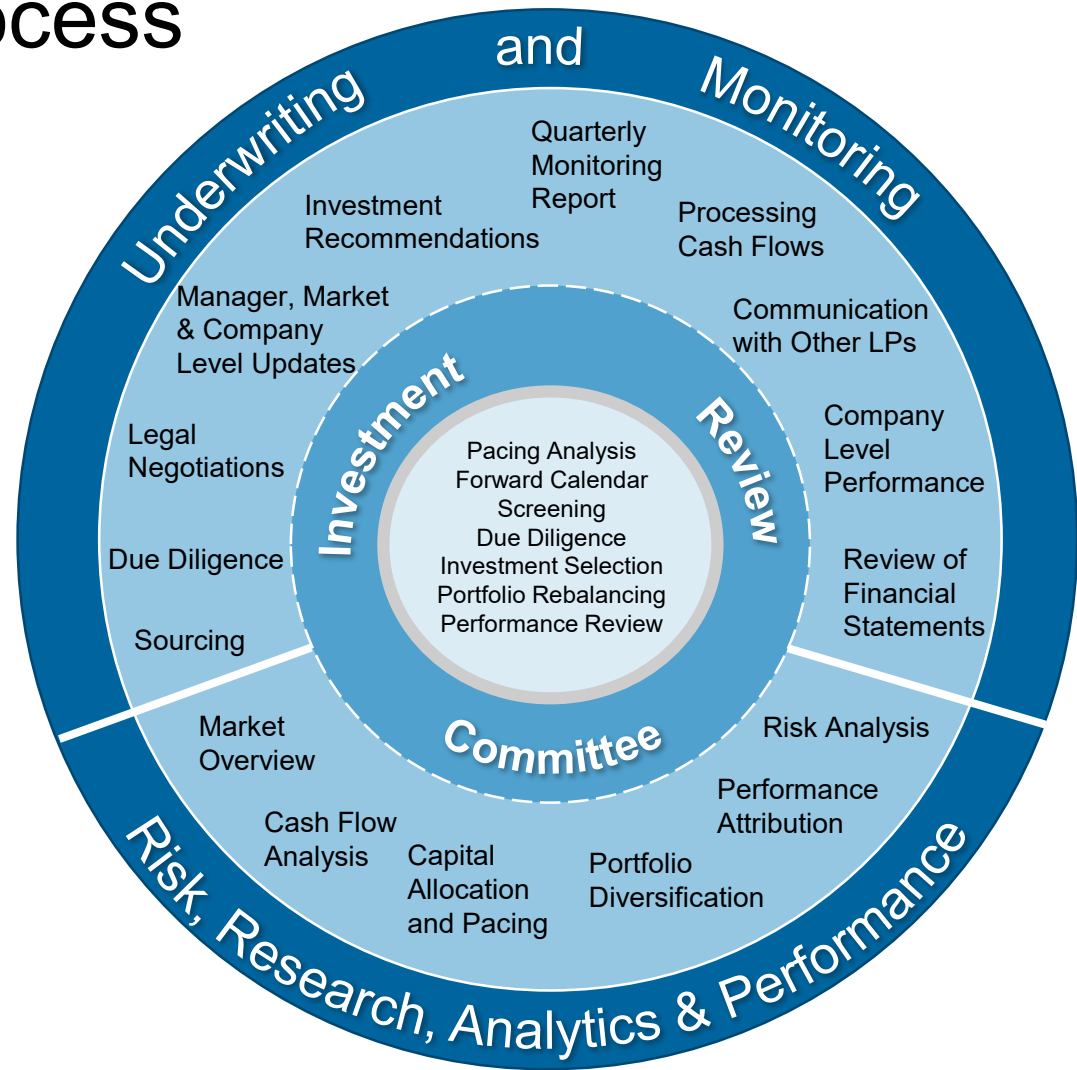 ocess
Underwriting and Monitoring
Quarterly
Monitoring
Report
Investment
Recommendations
Processing
Cash Flows
Manager, Market
& Company
Level Updates
Communication
with Other LPs
Legal
Negotiations
Company
Level
Performance
Due Diligence
Review of
Financial
Statements
Sourcing
Investment
Review
Committee
Pacing Analysis
Forward Calendar
Screening
Due Diligence
Investment Selection
Portfolio Rebalancing
Performance Review
Market
Overview
Risk Analysis
Cash Flow
Analysis
Performance
Attribution
Capital
Allocation
and Pacing
Portfolio
Diversification
Risk, Research, Analytics & Performance